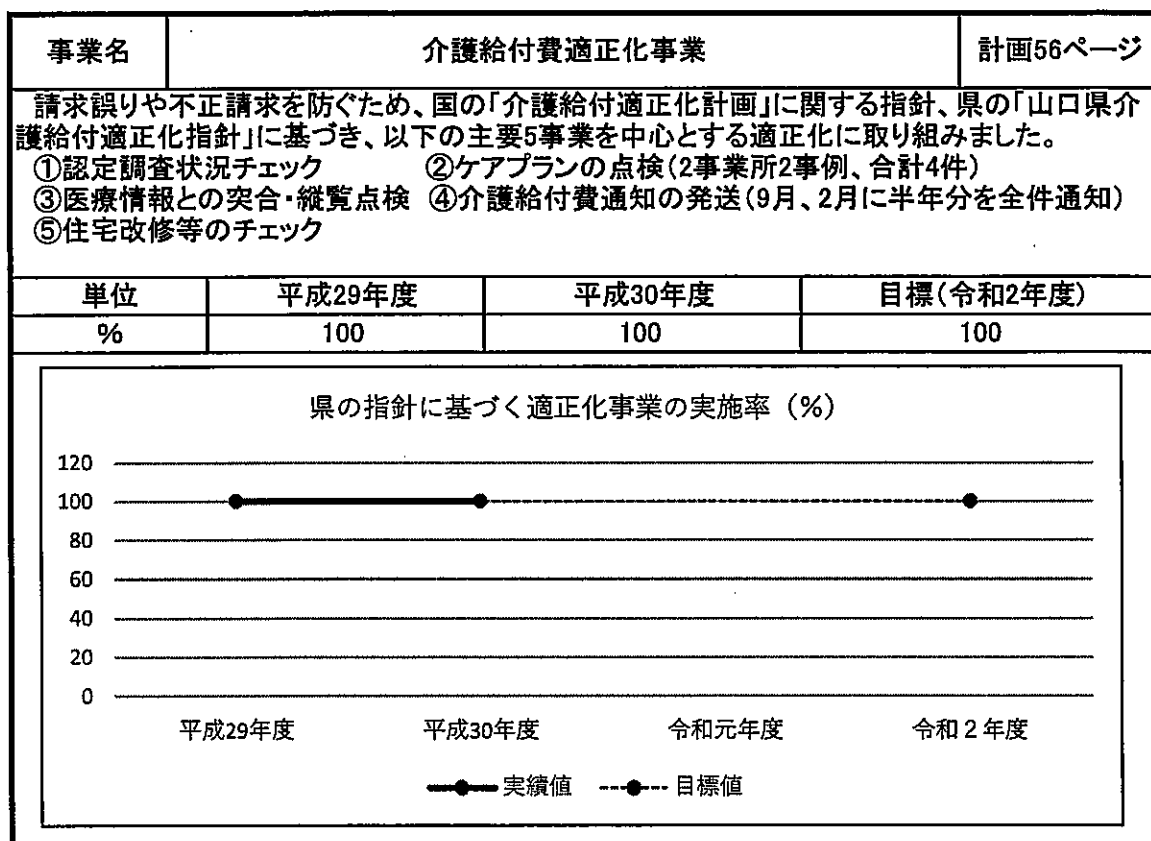 事業名 介護給付費適正化事業 計画56ページ
請求誤りや不正請求を防ぐため、国の「介護給付適正化計画」に関する指針、県の「山口県介
護給付適正化指針」に基づき、以下の主要5事業を中心とする適正化に取り組みました。
①認定調査状況チェック ②ケアプランの点検(2事業所2事例、合計4件)
③医療情報との突合・縦覧点検 ④介護給付費通知の発送(9月、2月に半年分を全件通知)
⑤住宅改修等のチェック
単位 平成29年度 平成30年度 目標(令和2年度)
% 100 100 100
県の指針に基づく適正化事業の実施率（%）
120
100
80
60
40
20
0
平成29年度 平成30年度 令和元年度 令和２年度
実績値 目標値